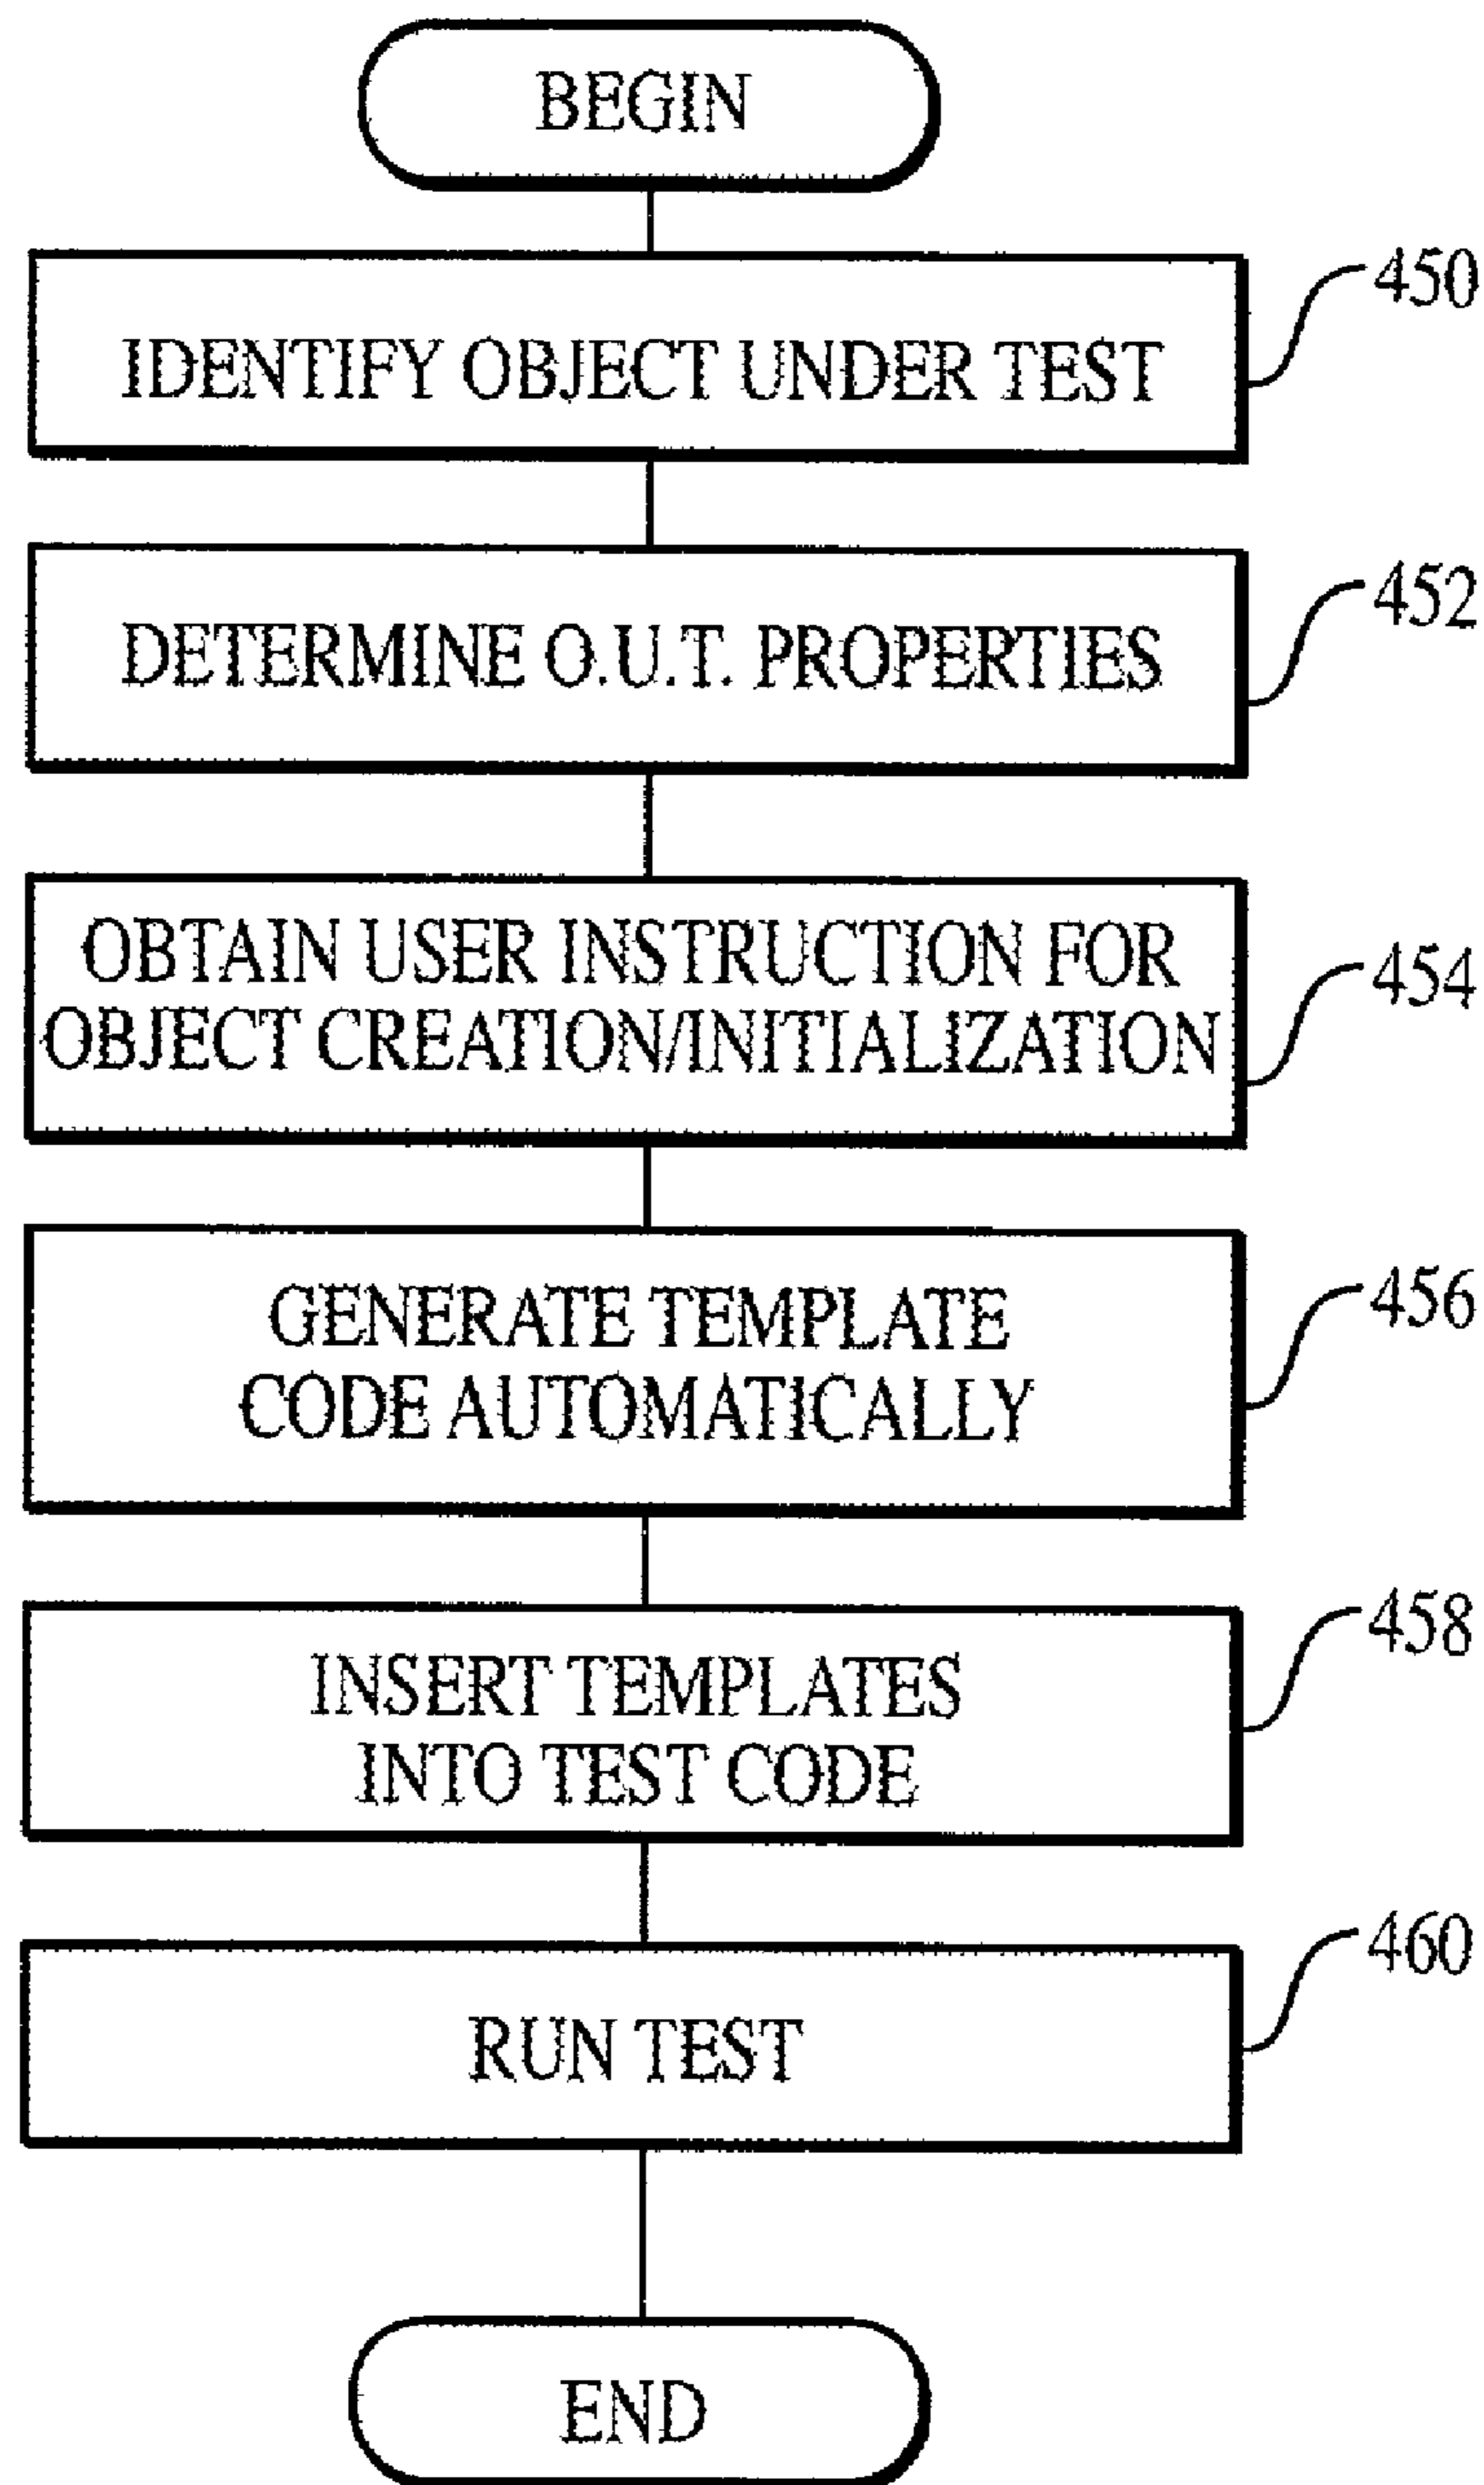 BEGIN
450
IDENTIFY OBJECT UNDER TEST
452
DETERMINE O.U.T. PROPERTIES
OBTAIN USER INSTRUCTION FOR
454
OBJECT CREATION/INITIALIZATION
456
GENERATE TEMPLATE
CODE AUTOMATICALLY
458
INSERT TEMPLATES
INTO TEST CODE
460
RUN TEST
END